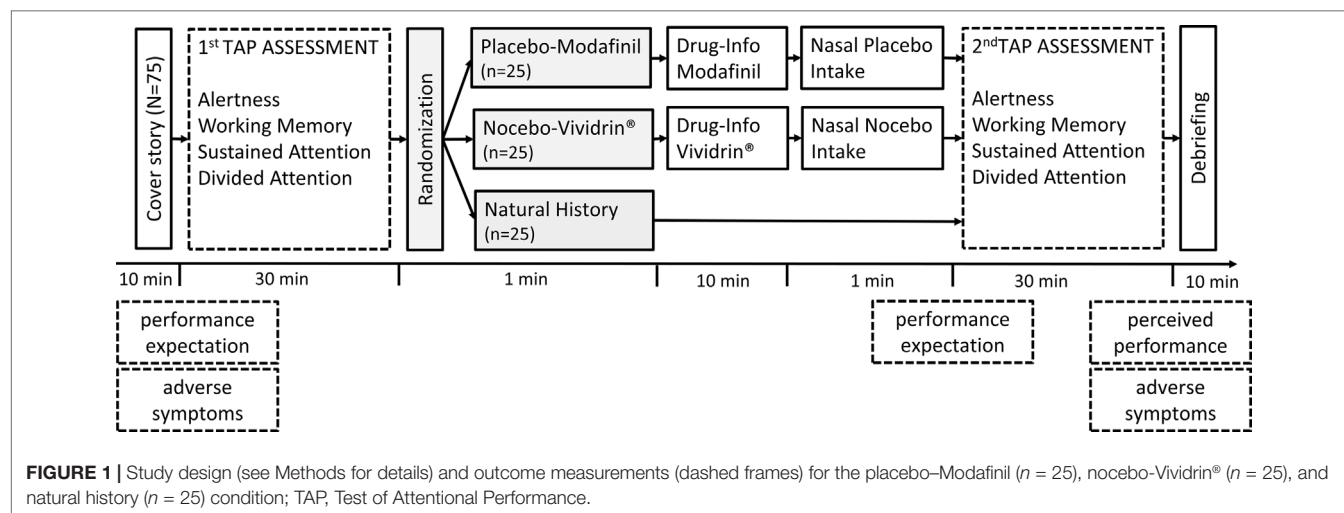 Cover story (N=75)
1st TAP ASSESSMENT
Alertness
Working Memory
Sustained Attention
Divided Attention
Randomization
Placebo-Modafinil
(n=25)
Drug-Info
Modafinil
Nasal Placebo
Intake
Nocebo-Vividrin®
(n=25)
Drug-Info
Vividrin®
Nasal Nocebo
Intake
Natural History
(n=25)
2ndTAP ASSESSMENT
Alertness
Working Memory
Sustained Attention
Divided Attention
Debriefing
10 min
30 min
1 min
10 min
1 min
30 min
10 min
performance
expectation
adverse
symptoms
performance
expectation
perceived
performance
adverse
symptoms
FIGURE 1 | Study design (see Methods for details) and outcome measurements (dashed frames) for the placebo–Modafinil (n = 25), nocebo-Vividrin® (n = 25), and
natural history (n = 25) condition; TAP, Test of Attentional Performance.